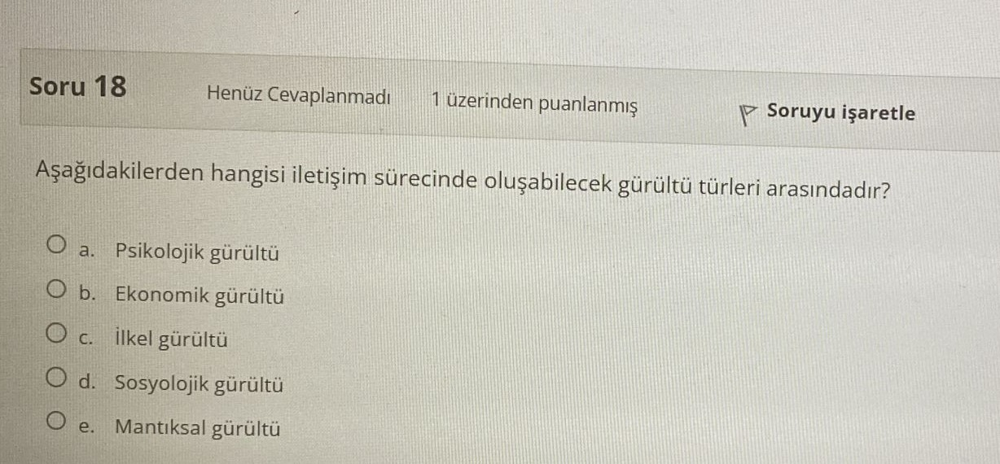 Soru 18 Henüz Cevaplanmadı 1 üzerinden puanlanmış Soruyu işaretle
Aşağıdakilerden hangisi iletişim sürecinde oluşabilecek gürültü türleri arasındadır?
a. Psikolojik gürültü
b. Ekonomik gürültü
c. İlkel gürültü
d. Sosyolojik gürültü
e. Mantıksal gürültü